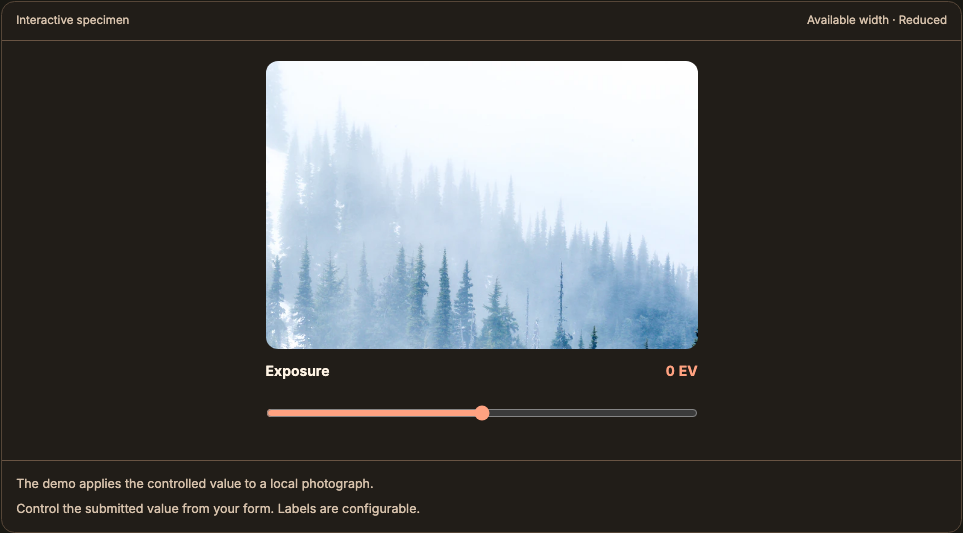 Interactive specimen
Available width · Reduced
Exposure
0 EV
The demo applies the controlled value to a local photograph.
Control the submitted value from your form. Labels are configurable.